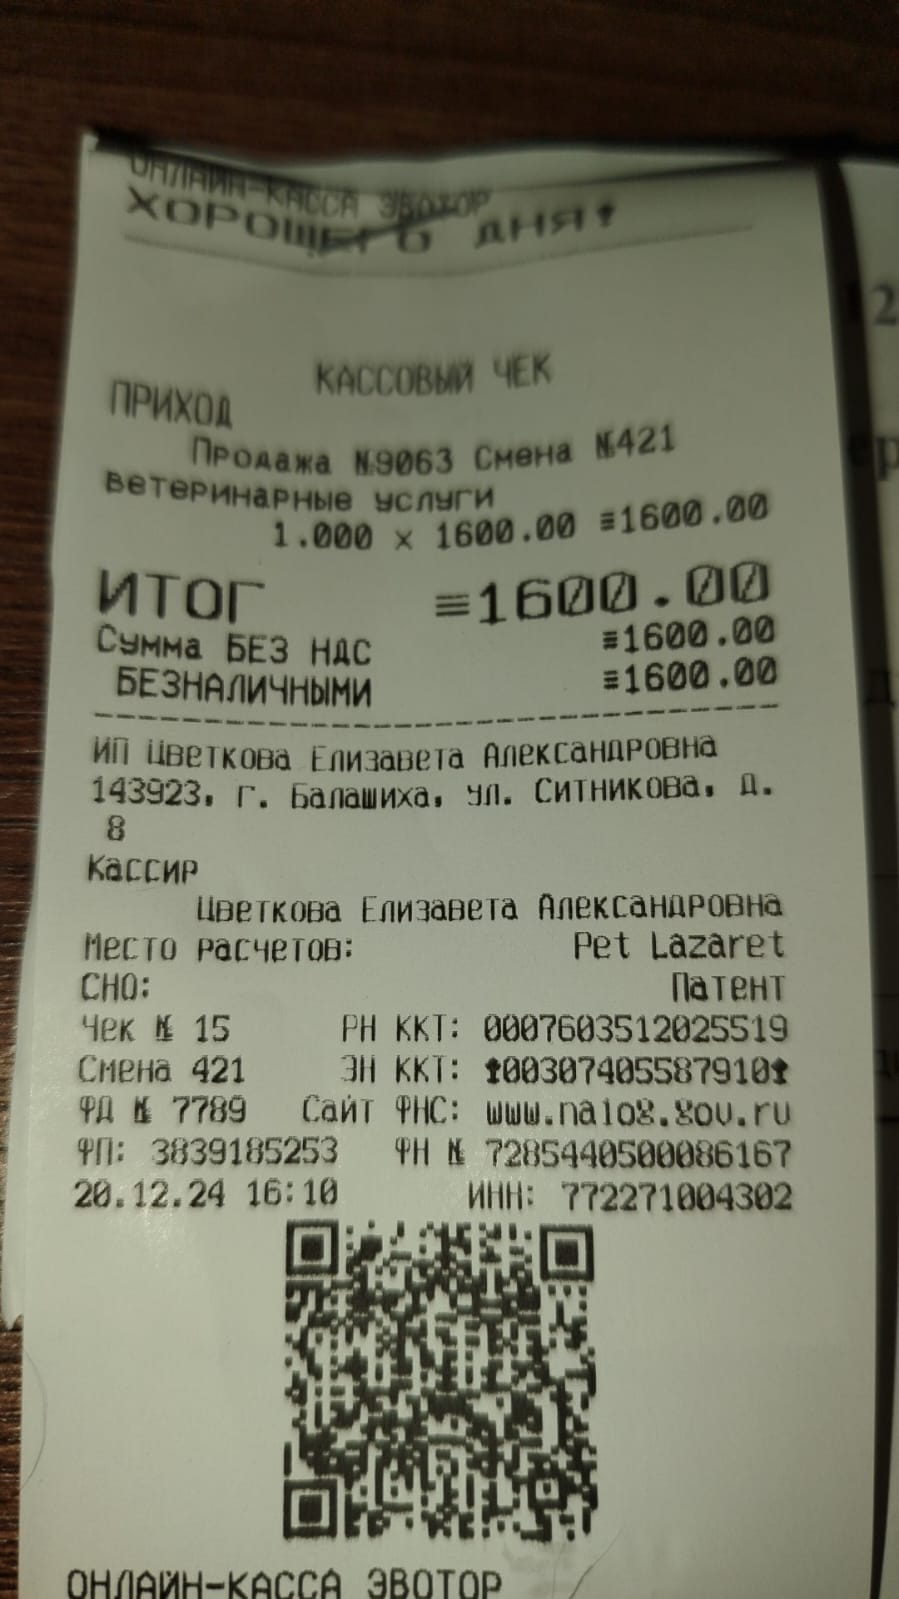 ОНЛАЙН-КАССА ЭВОТОР
ХОРОШЕГО ДНЯ!
КАССОВЫЙ ЧЕК
ПРИХОД
Продажа №9063 Смена №421
ветеринарные услуги
1.000 x 1600.00 ≡1600.00
ИТОГ ≡1600.00
Сумма БЕЗ НДС ≡1600.00
БЕЗНАЛИЧНЫМИ ≡1600.00
ИП Цветкова Елизавета Александровна
143923, г. Балашиха, ул. Ситникова, д.
8
Кассир
Цветкова Елизавета Александровна
Место расчетов: Pet Lazaret
СНО: Патент
Чек № 15 РН ККТ: 0007603512025519
Смена 421 ЗН ККТ: 00307405587910
ФД № 7789 Сайт ФНС: www.nalog.gov.ru
ФП: 3839185253 ФН № 7285440500086167
20.12.24 16:10 ИНН: 772271004302
ОНЛАЙН-КАССА ЭВОТОР